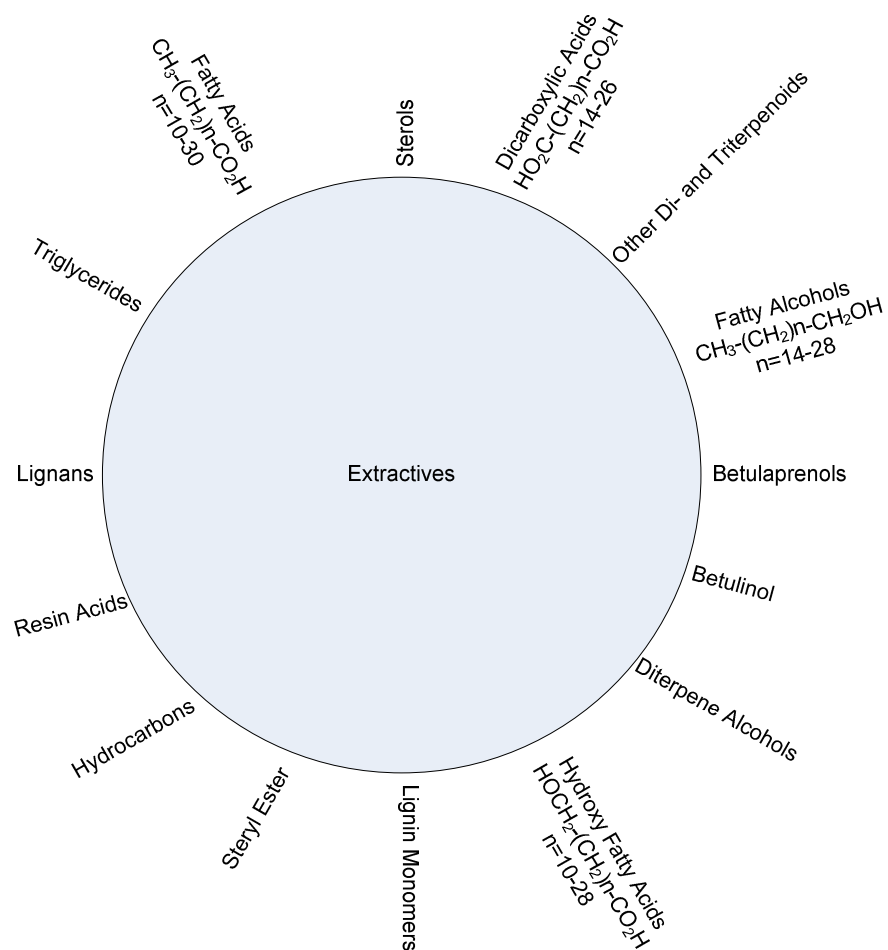 Fatty Acids
CH₃-(CH₂)n-CO₂H
n=10-30
Sterols
Dicarboxylic Acids
HO₂C-(CH₂)n-CO₂H
n=14-26
Other Di- and Triterpenoids
Fatty Alcohols
CH₃-(CH₂)n-CH₂OH
n=14-28
Betulaprenols
Betulinol
Diterpene Alcohols
Hydroxy Fatty Acids
HOCH₂-(CH₂)n-CO₂H
n=10-28
Lignin Monomers
Steryl Ester
Hydrocarbons
Resin Acids
Lignans
Triglycerides
Extractives